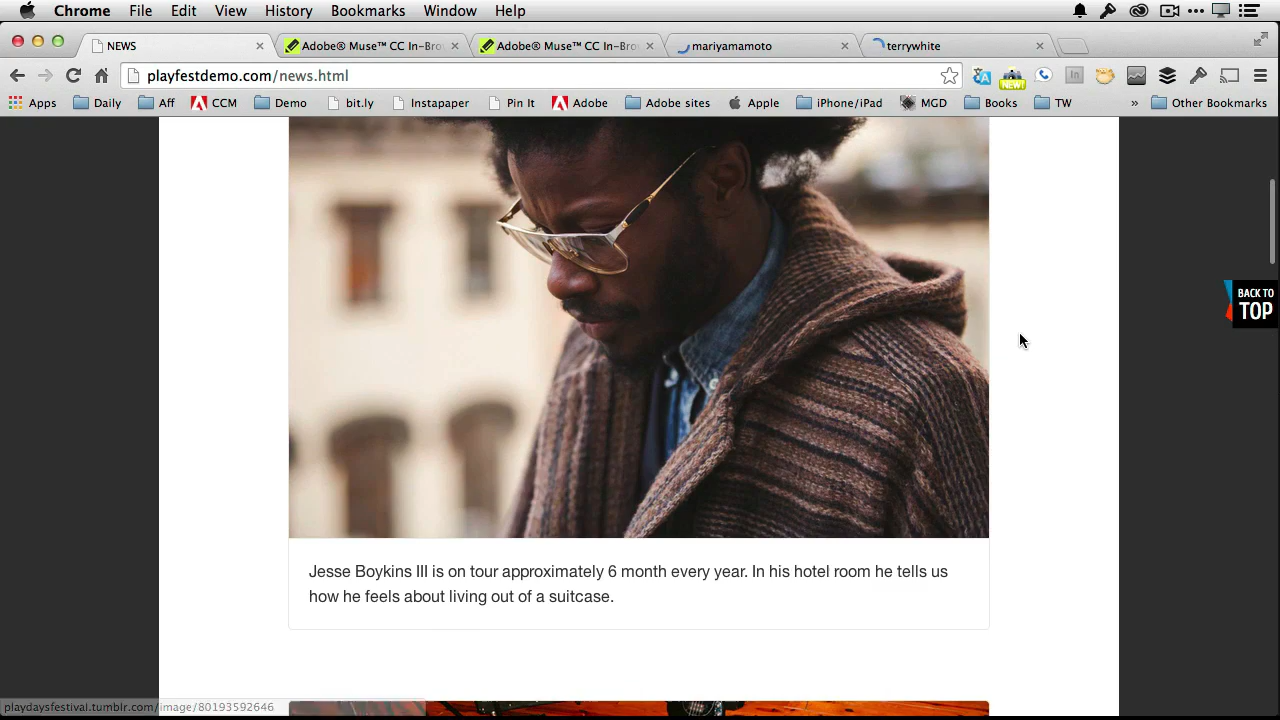 Chrome File Edit View History Bookmarks Window Help
NEWS
Adobe® Muse™ CC In-Bro
Adobe® Muse™ CC In-Bro
mariyamamoto
terrywhite
playfestdemo.com/news.html
NEW!
Apps Daily Aff CCM Demo bit.ly Instapaper Pin It Adobe Adobe sites Apple iPhone/iPad MGD Books TW » Other Bookmarks
BACK TO
TOP
Jesse Boykins III is on tour approximately 6 month every year. In his hotel room he tells us
how he feels about living out of a suitcase.
playdaysfestival.tumblr.com/image/80193592646